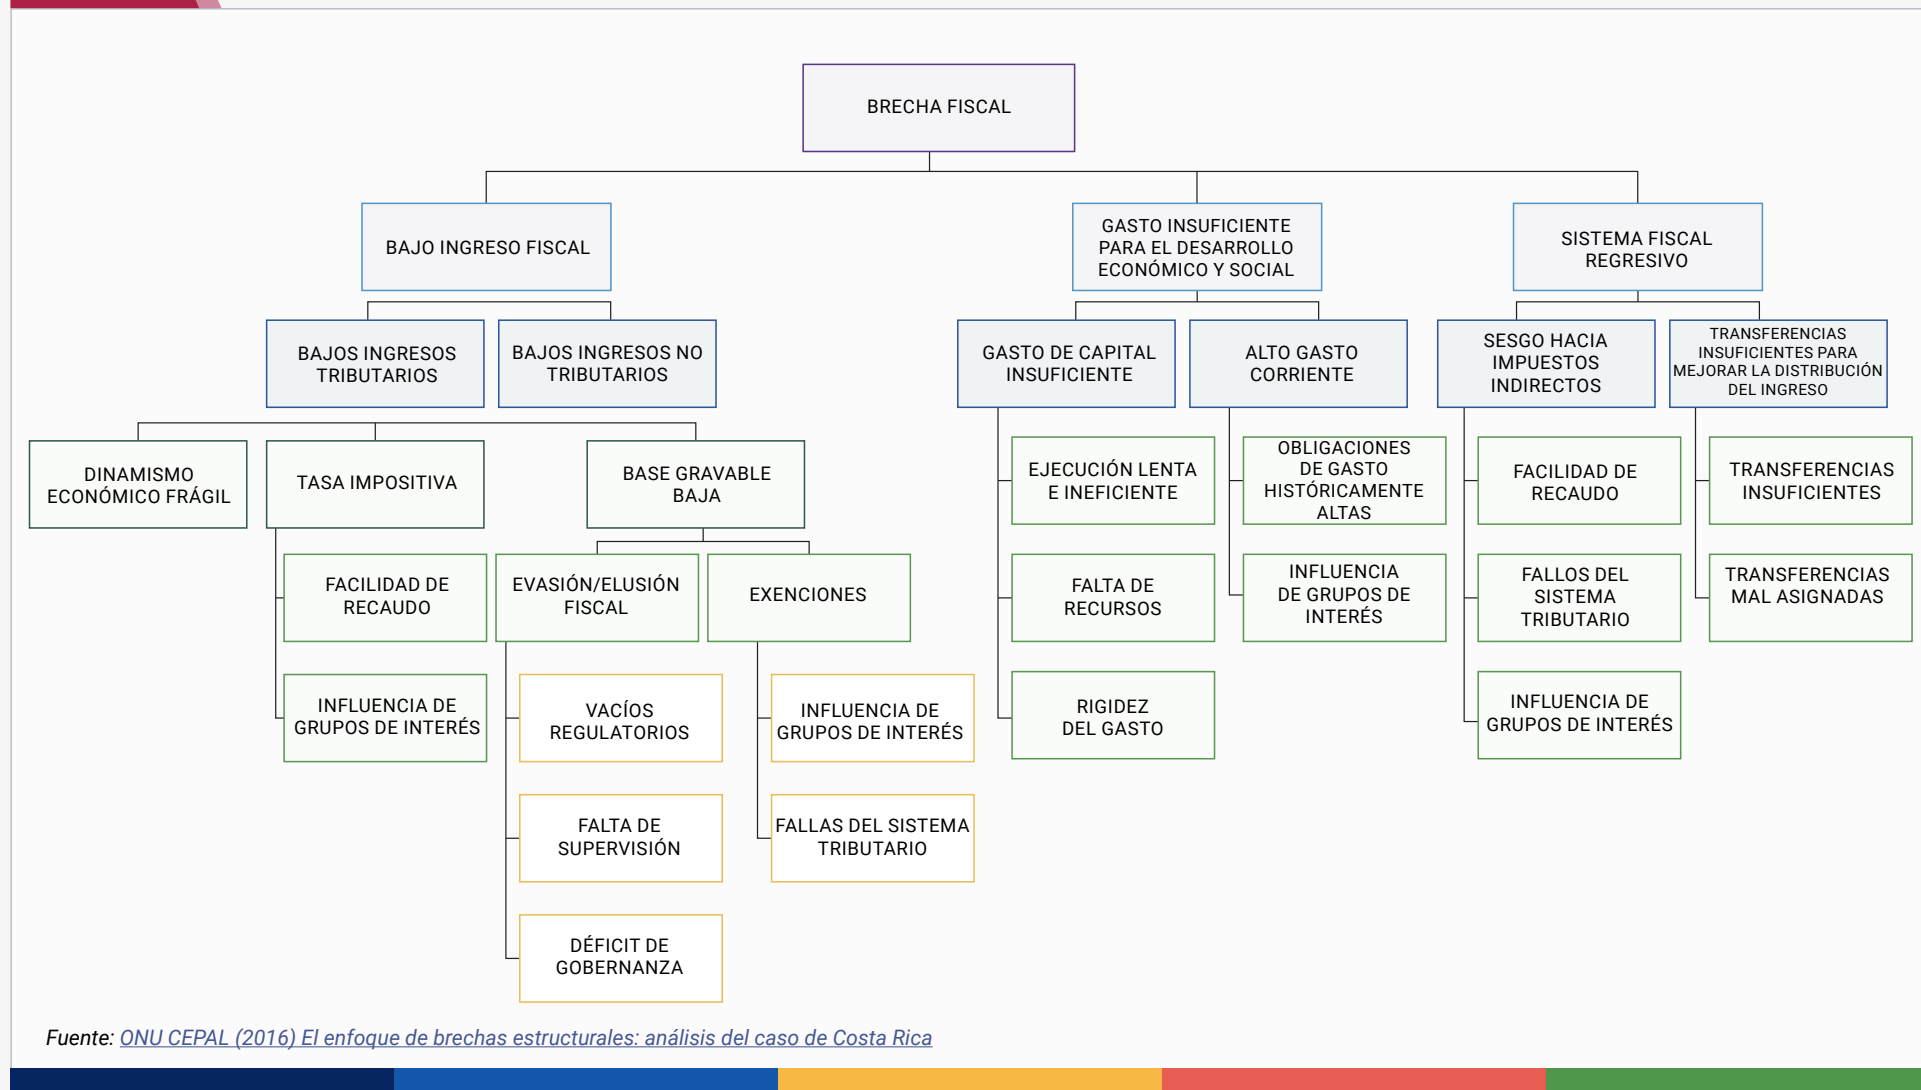 BRECHA FISCAL
BAJO INGRESO FISCAL
GASTO INSUFICIENTE
PARA EL DESARROLLO
ECONÓMICO Y SOCIAL
SISTEMA FISCAL
REGRESIVO
BAJOS INGRESOS
TRIBUTARIOS
BAJOS INGRESOS NO
TRIBUTARIOS
GASTO DE CAPITAL
INSUFICIENTE
ALTO GASTO
CORRIENTE
SESGO HACIA
IMPUESTOS
INDIRECTOS
TRANSFERENCIAS
INSUFICIENTES PARA
MEJORAR LA DISTRIBUCIÓN
DEL INGRESO
DINAMISMO
ECONÓMICO FRÁGIL
TASA IMPOSITIVA
BASE GRAVABLE
BAJA
EJECUCIÓN LENTA
E INEFICIENTE
OBLIGACIONES
DE GASTO
HISTÓRICAMENTE
ALTAS
FACILIDAD DE
RECAUDO
TRANSFERENCIAS
INSUFICIENTES
FACILIDAD DE
RECAUDO
EVASIÓN/ELUSIÓN
FISCAL
EXENCIONES
FALTA DE
RECURSOS
INFLUENCIA
DE GRUPOS DE
INTERÉS
FALLOS DEL
SISTEMA
TRIBUTARIO
TRANSFERENCIAS
MAL ASIGNADAS
INFLUENCIA DE
GRUPOS DE INTERÉS
VACÍOS
REGULATORIOS
INFLUENCIA DE
GRUPOS DE INTERÉS
RIGIDEZ
DEL GASTO
INFLUENCIA DE
GRUPOS DE INTERÉS
FALTA DE
SUPERVISIÓN
FALLAS DEL SISTEMA
TRIBUTARIO
DÉFICIT DE
GOBERNANZA
Fuente: ONU CEPAL (2016) El enfoque de brechas estructurales: análisis del caso de Costa Rica